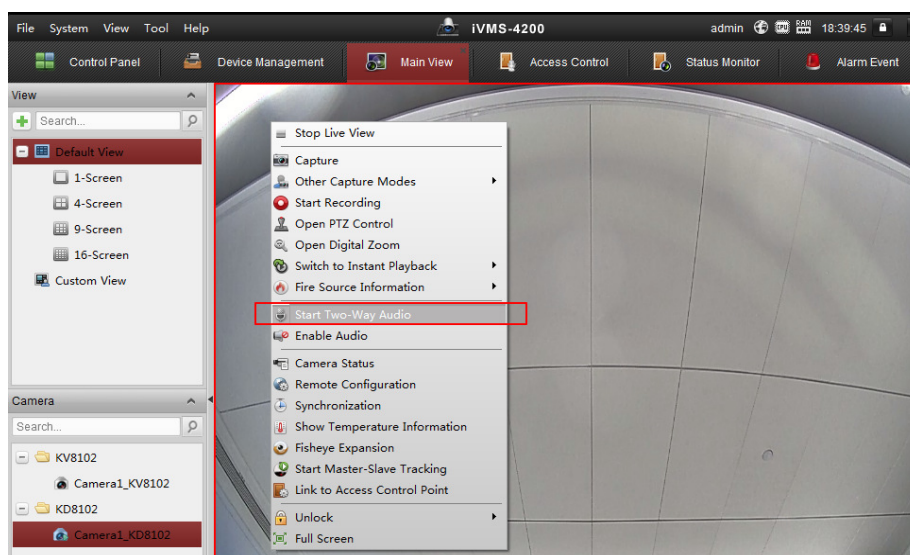 File System View Tool Help iVMS-4200 admin CPU RAM 18:39:45
Control Panel Device Management Main View Access Control Status Monitor Alarm Event
View
Search...
Default View
1-Screen
4-Screen
9-Screen
16-Screen
Custom View
Camera
Search...
KV8102
Camera1_KV8102
KD8102
Camera1_KD8102
Stop Live View
Capture
Other Capture Modes
Start Recording
Open PTZ Control
Open Digital Zoom
Switch to Instant Playback
Fire Source Information
Start Two-Way Audio
Enable Audio
Camera Status
Remote Configuration
Synchronization
Show Temperature Information
Fisheye Expansion
Start Master-Slave Tracking
Link to Access Control Point
Unlock
Full Screen